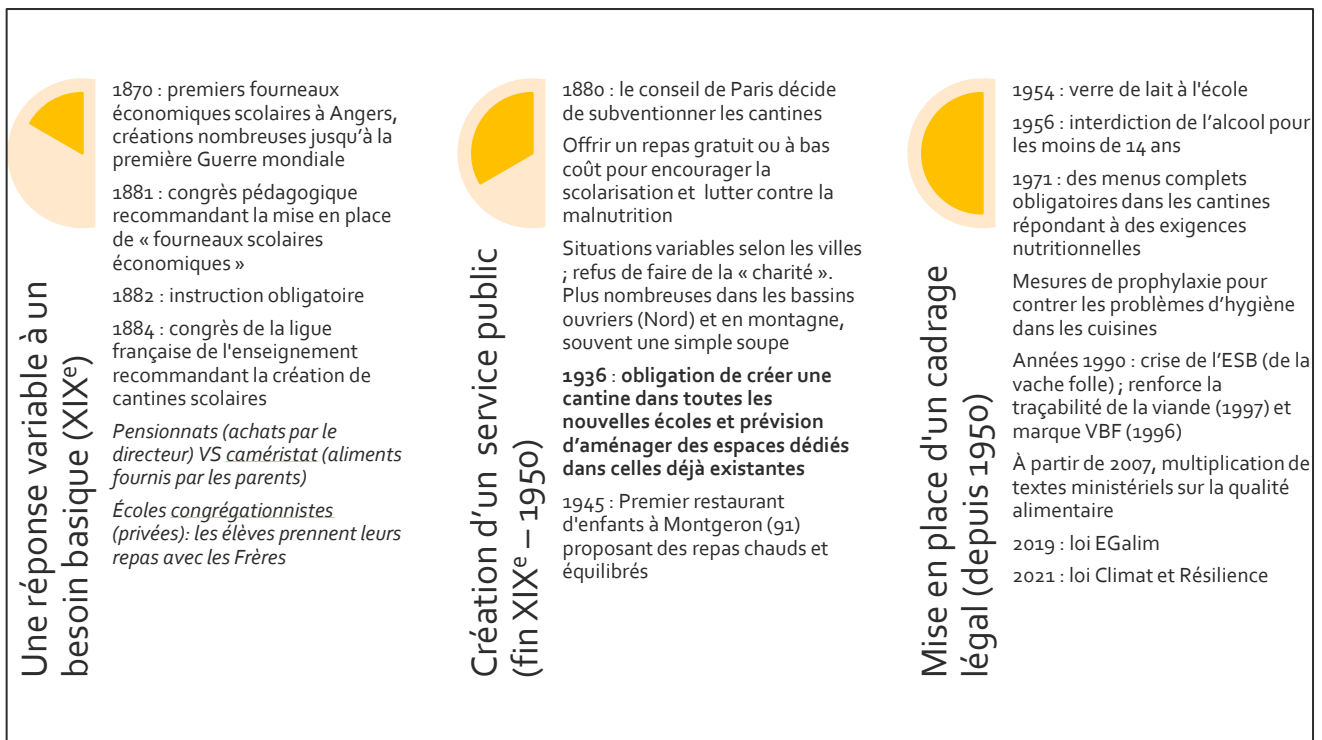 Une réponse variable à un
besoin basique (XIXᵉ)
1870 : premiers fourneaux
économiques scolaires à Angers,
créations nombreuses jusqu’à la
première Guerre mondiale
1881 : congrès pédagogique
recommandant la mise en place
de « fourneaux scolaires
économiques »
1882 : instruction obligatoire
1884 : congrès de la ligue
française de l'enseignement
recommandant la création de
cantines scolaires
Pensionnats (achats par le
directeur) VS caméristat (aliments
fournis par les parents)
Écoles congrégationnistes
(privées): les élèves prennent leurs
repas avec les Frères
Création d’un service public
(fin XIXᵉ – 1950)
1880 : le conseil de Paris décide
de subventionner les cantines
Offrir un repas gratuit ou à bas
coût pour encourager la
scolarisation et lutter contre la
malnutrition
Situations variables selon les villes
; refus de faire de la « charité ».
Plus nombreuses dans les bassins
ouvriers (Nord) et en montagne,
souvent une simple soupe
1936 : obligation de créer une
cantine dans toutes les
nouvelles écoles et prévision
d’aménager des espaces dédiés
dans celles déjà existantes
1945 : Premier restaurant
d'enfants à Montgeron (91)
proposant des repas chauds et
équilibrés
Mise en place d'un cadrage
légal (depuis 1950)
1954 : verre de lait à l'école
1956 : interdiction de l’alcool pour
les moins de 14 ans
1971 : des menus complets
obligatoires dans les cantines
répondant à des exigences
nutritionnelles
Mesures de prophylaxie pour
contrer les problèmes d’hygiène
dans les cuisines
Années 1990 : crise de l’ESB (de la
vache folle) ; renforce la
traçabilité de la viande (1997) et
marque VBF (1996)
À partir de 2007, multiplication de
textes ministériels sur la qualité
alimentaire
2019 : loi EGalim
2021 : loi Climat et Résilience